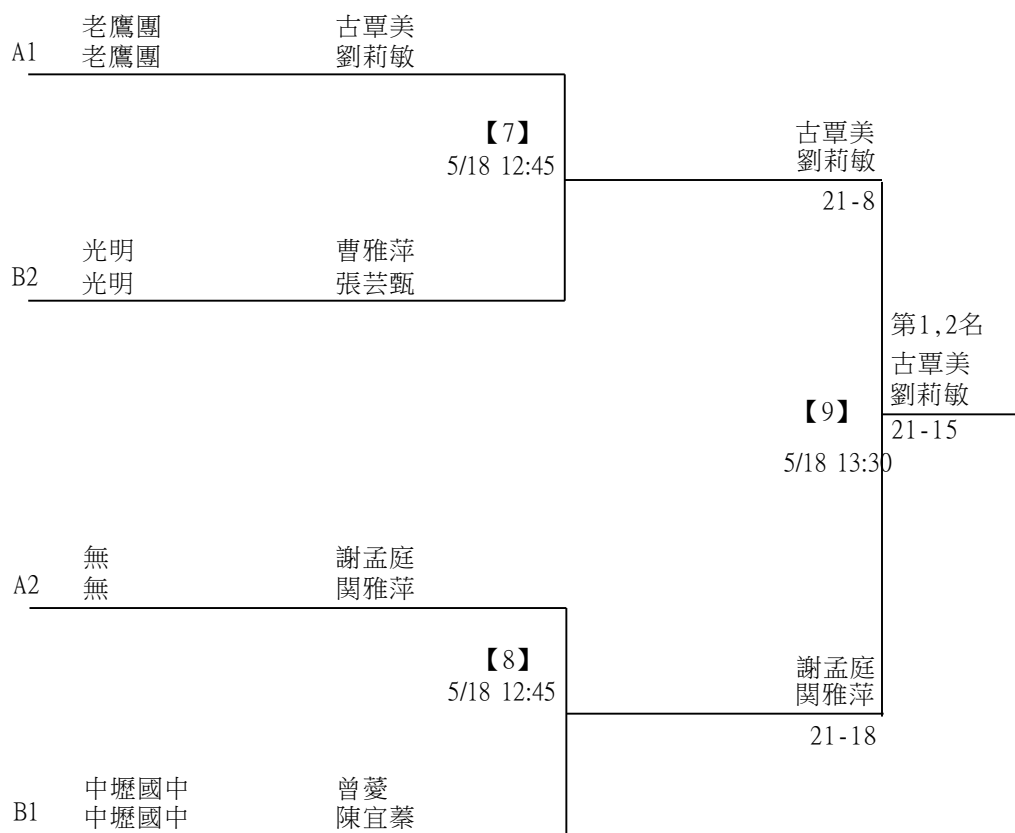 老鷹團 古覃美
A1 老鷹團 劉莉敏
【7】
5/18 12:45
古覃美
劉莉敏
21-8
光明 曹雅萍
B2 光明 張芸甄
第1,2名
古覃美
劉莉敏
【9】
21-15
5/18 13:30
無 謝孟庭
A2 無 関雅萍
【8】
5/18 12:45
謝孟庭
関雅萍
21-18
中壢國中 曾薆
B1 中壢國中 陳宜蓁